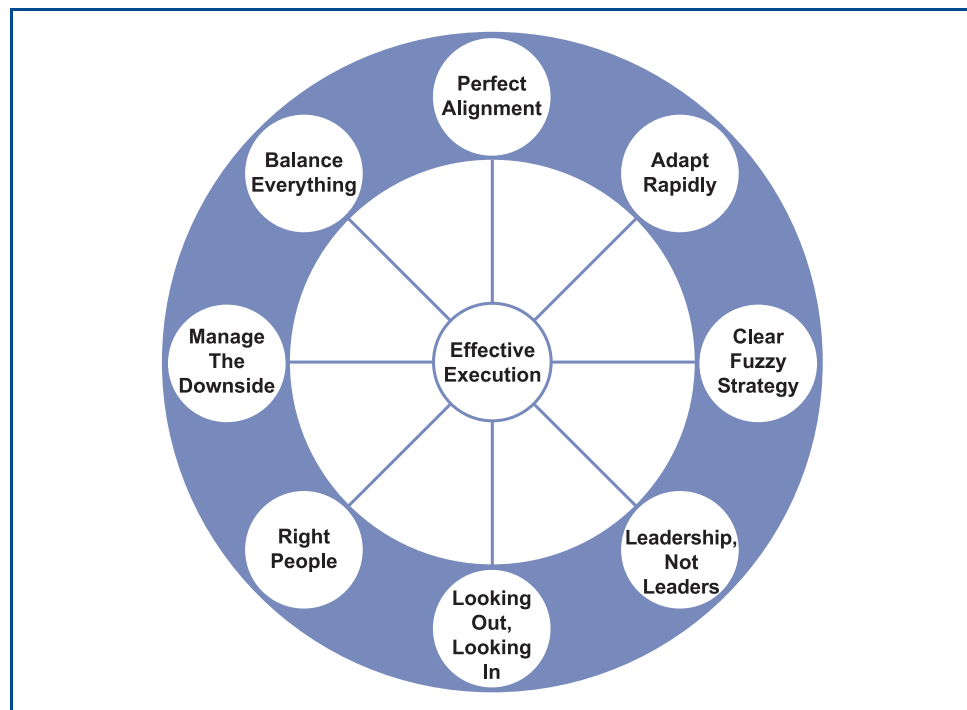 Perfect
Alignment
Adapt
Rapidly
Clear
Fuzzy
Strategy
Leadership,
Not
Leaders
Looking
Out,
Looking
In
Right
People
Manage
The
Downside
Balance
Everything
Effective
Execution